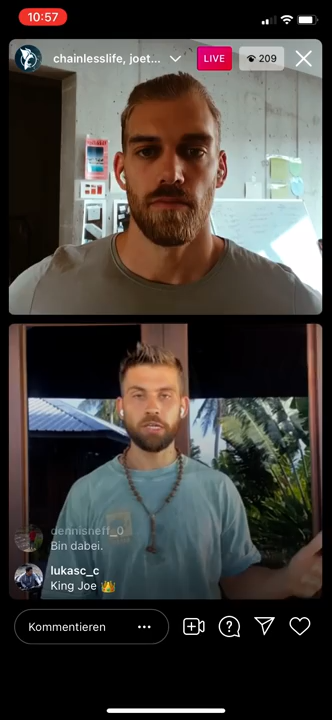 10:57
chainlesslife, joet...
LIVE
209
dennisneff_0
Bin dabei.
lukasc_c
King Joe 👑
Kommentieren